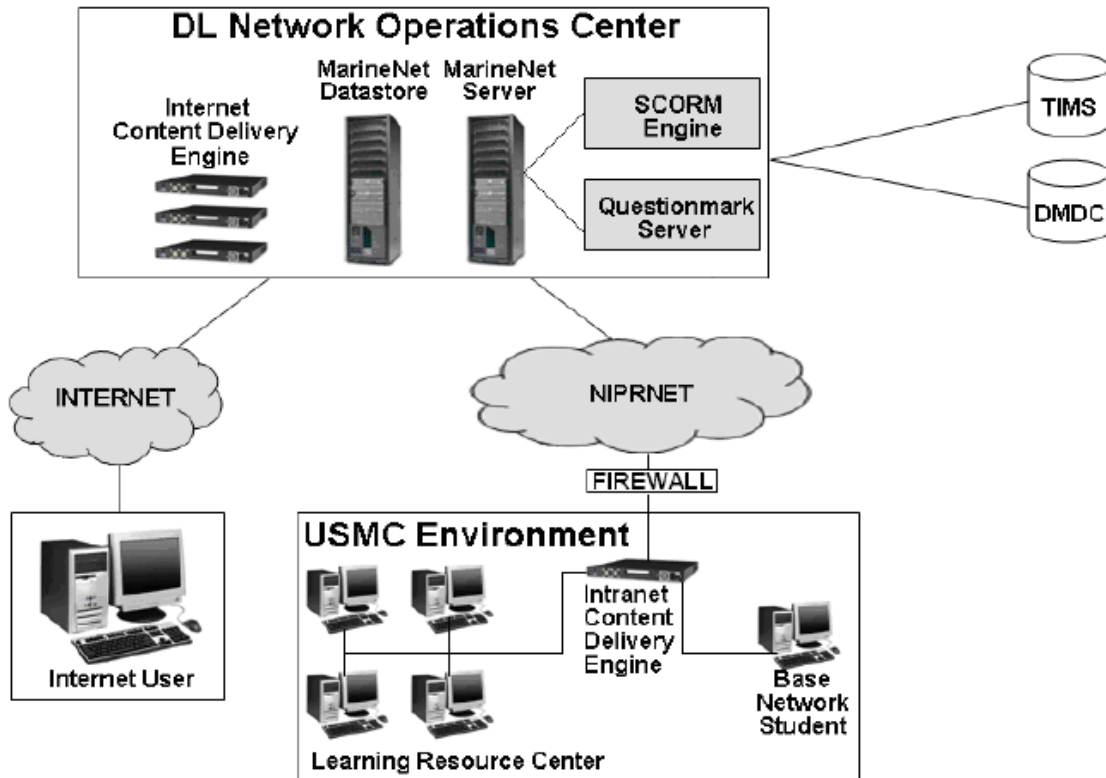 DL Network Operations Center
MarineNet
Datastore
MarineNet
Server
Internet
Content Delivery
Engine
SCORM
Engine
Questionmark
Server
TIMS
DMDC
INTERNET
NIPRNET
FIREWALL
Internet User
USMC Environment
Intranet
Content
Delivery
Engine
Base
Network
Student
Learning Resource Center